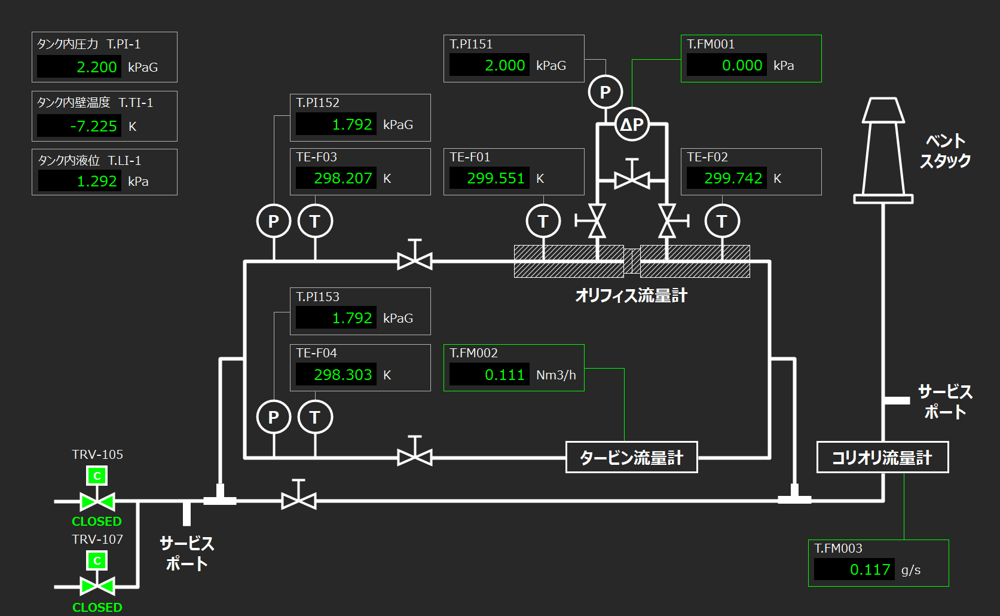 タンク内圧力 T.PI-1
2.200 kPaG
タンク内壁温度 T.TI-1
-7.225 K
タンク内液位 T.LI-1
1.292 kPa
T.PI151
2.000 kPaG
T.FM001
0.000 kPa
T.PI152
1.792 kPaG
P
ΔP
TE-F03
298.207 K
TE-F01
299.551 K
TE-F02
299.742 K
ベント
スタック
P
T
T
T
オリフィス流量計
T.PI153
1.792 kPaG
TE-F04
298.303 K
T.FM002
0.111 Nm3/h
P
T
サービス
ポート
タービン流量計
コリオリ流量計
TRV-105
C
CLOSED
TRV-107
C
CLOSED
サービス
ポート
T.FM003
0.117 g/s